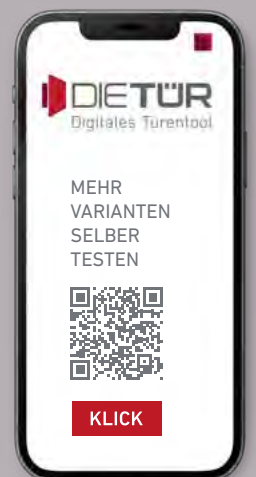 DIETÜR
Digitales Türentool
MEHR
VARIANTEN
SELBER
TESTEN
KLICK